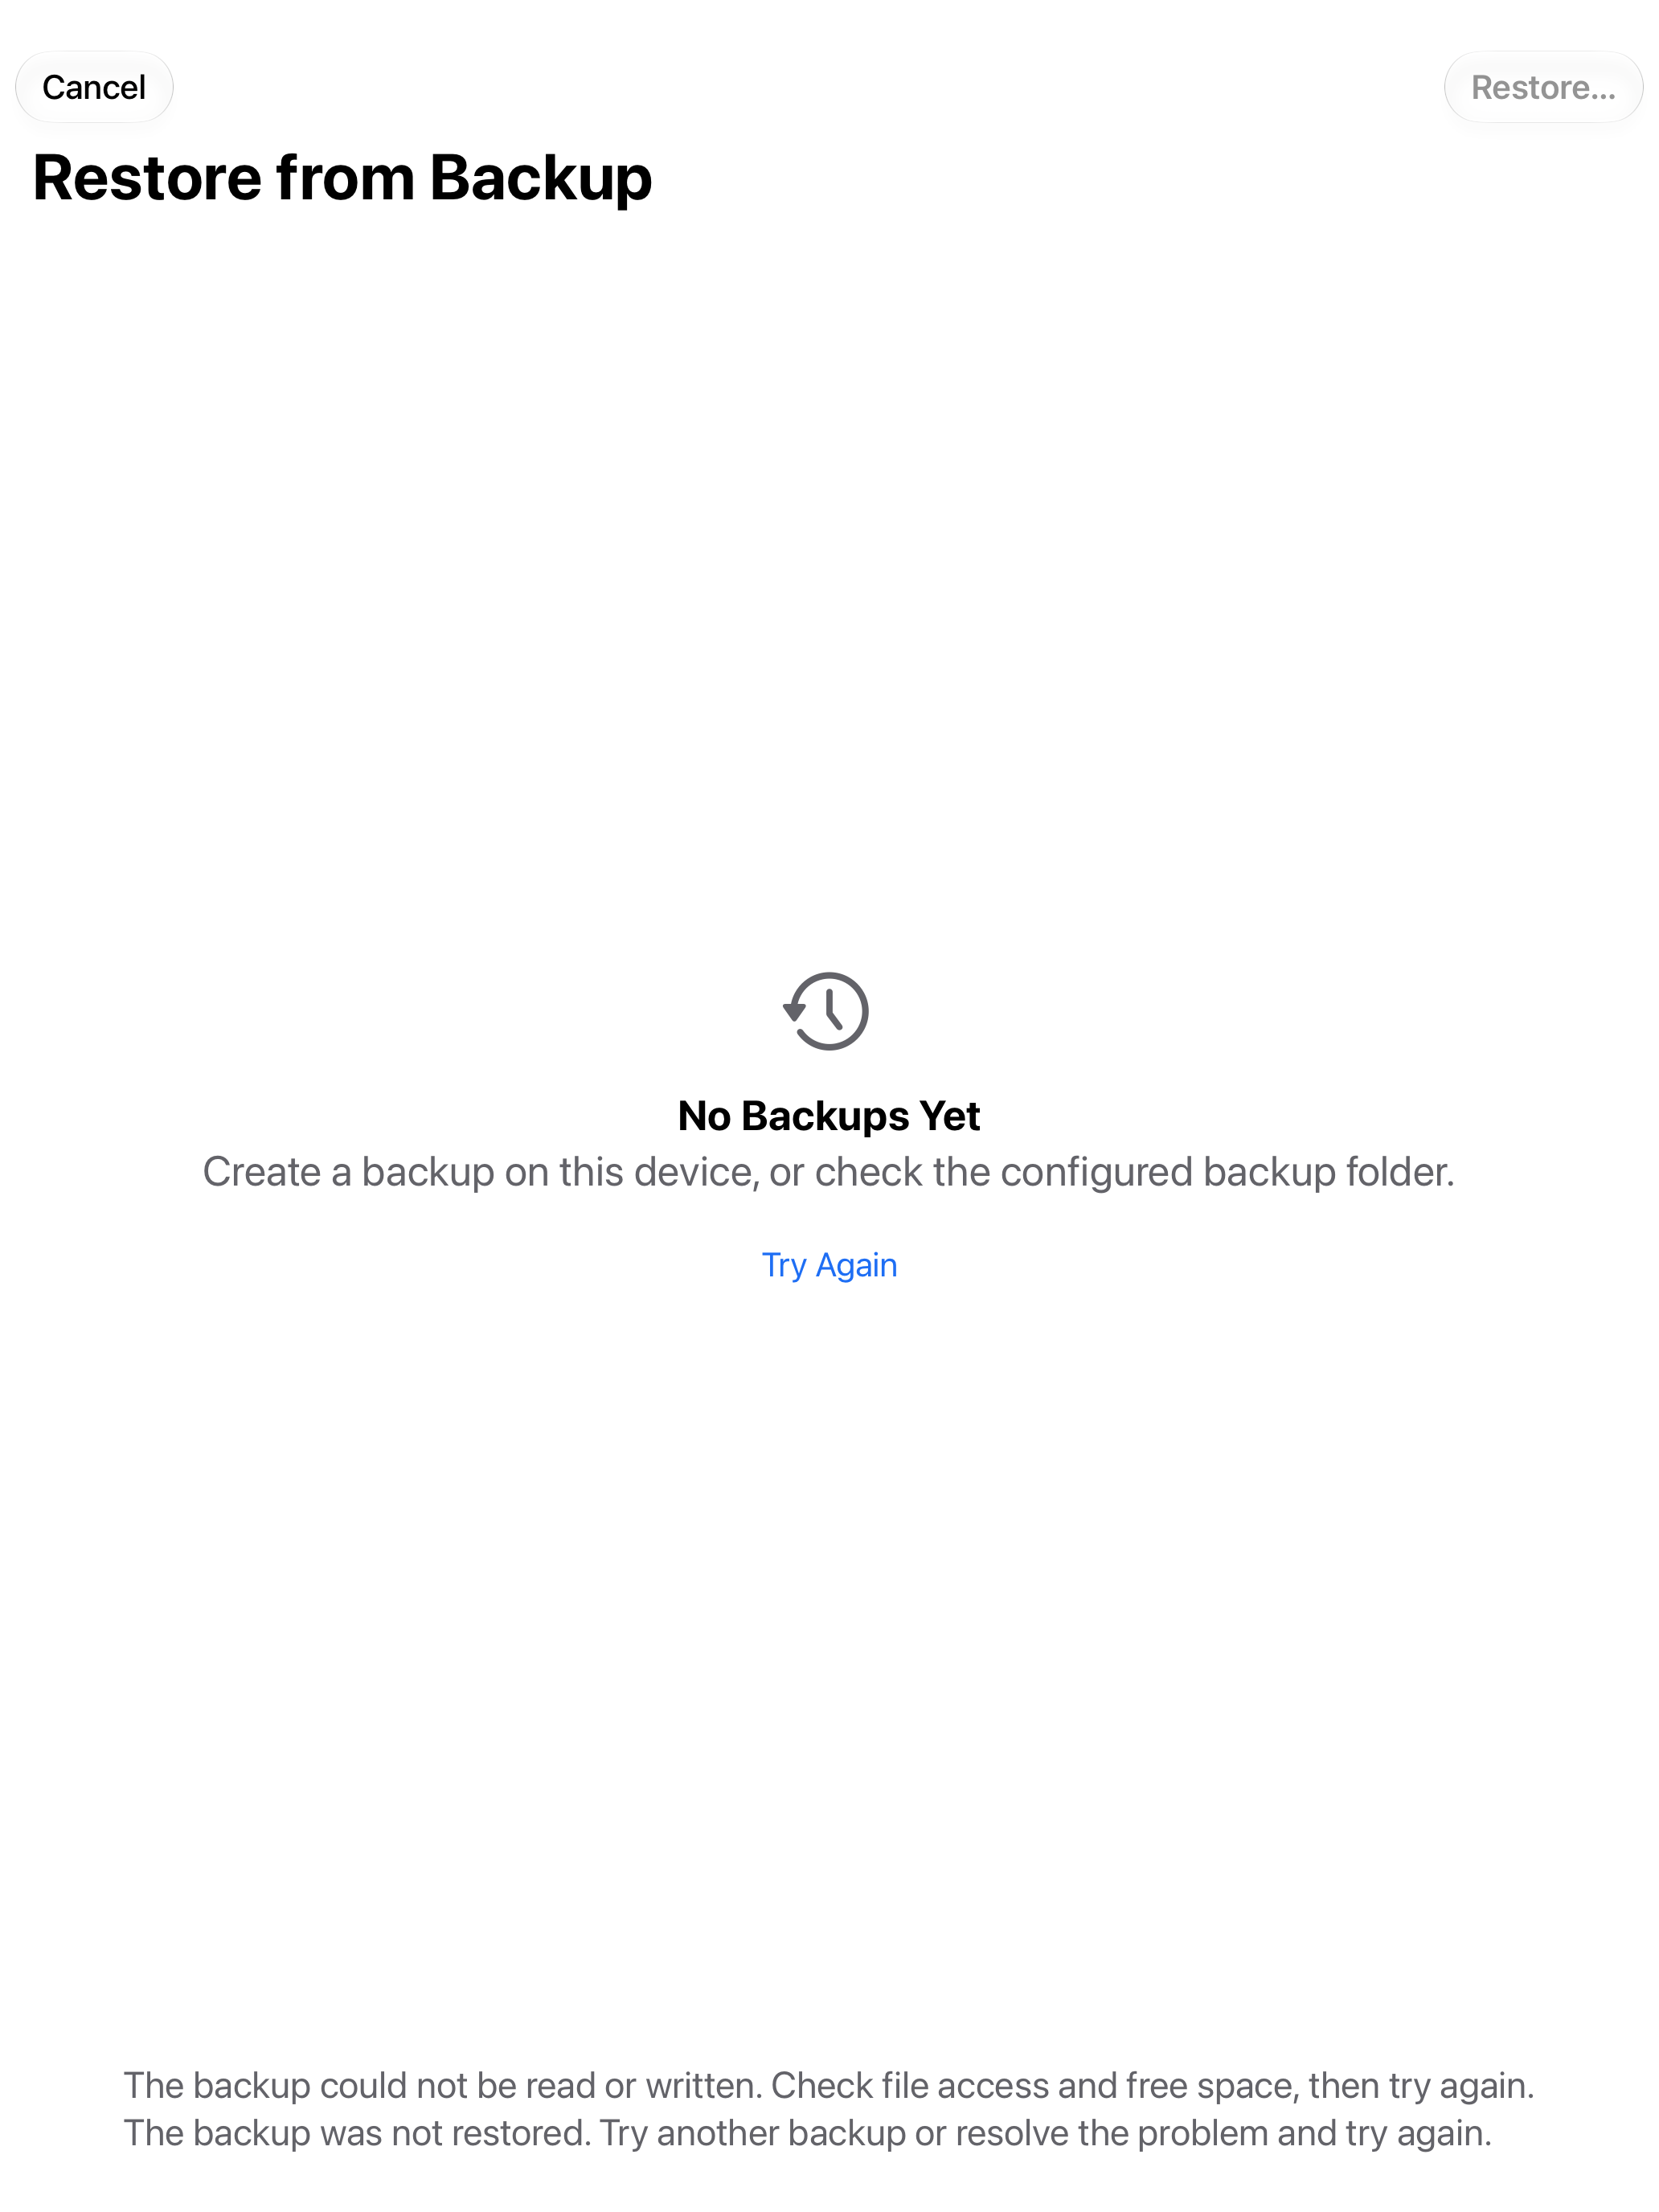 Cancel
Restore...
Restore from Backup
No Backups Yet
Create a backup on this device, or check the configured backup folder.
Try Again
The backup could not be read or written. Check file access and free space, then try again.
The backup was not restored. Try another backup or resolve the problem and try again.